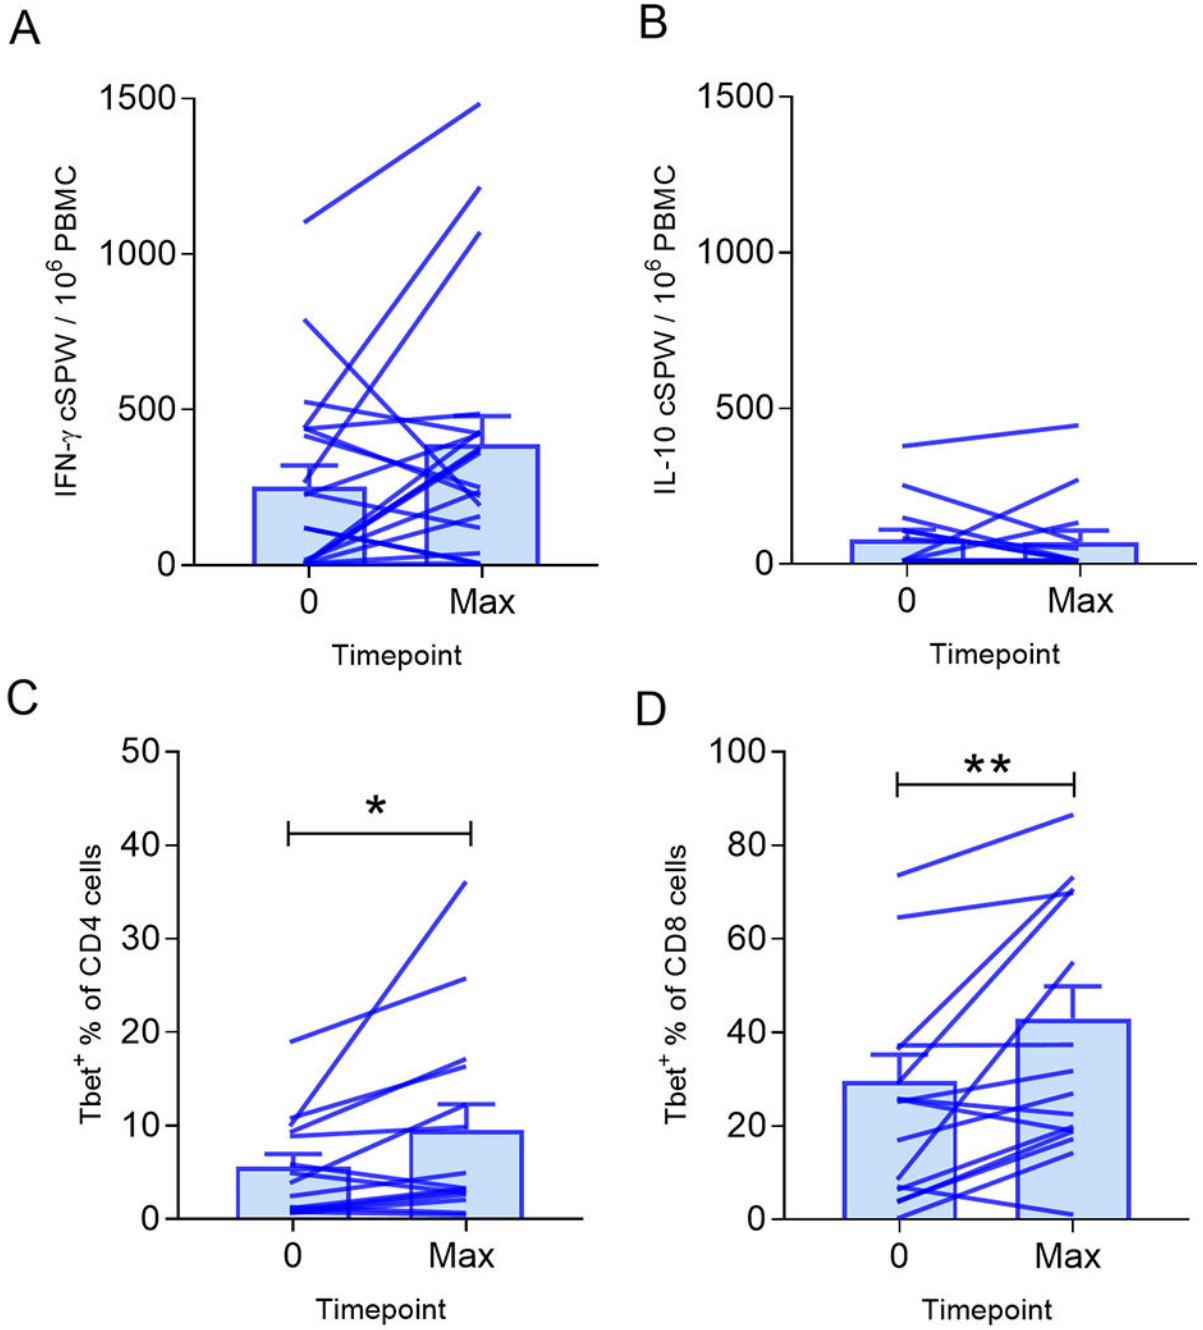 A
1500
1000
500
0
IFN-γ cSPW / 10⁶ PBMC
0 Max
Timepoint
B
1500
1000
500
0
IL-10 cSPW / 10⁶ PBMC
0 Max
Timepoint
C
50
40
30
20
10
0
Tbet⁺ % of CD4 cells
*
0 Max
Timepoint
D
100
80
60
40
20
0
Tbet⁺ % of CD8 cells
**
0 Max
Timepoint